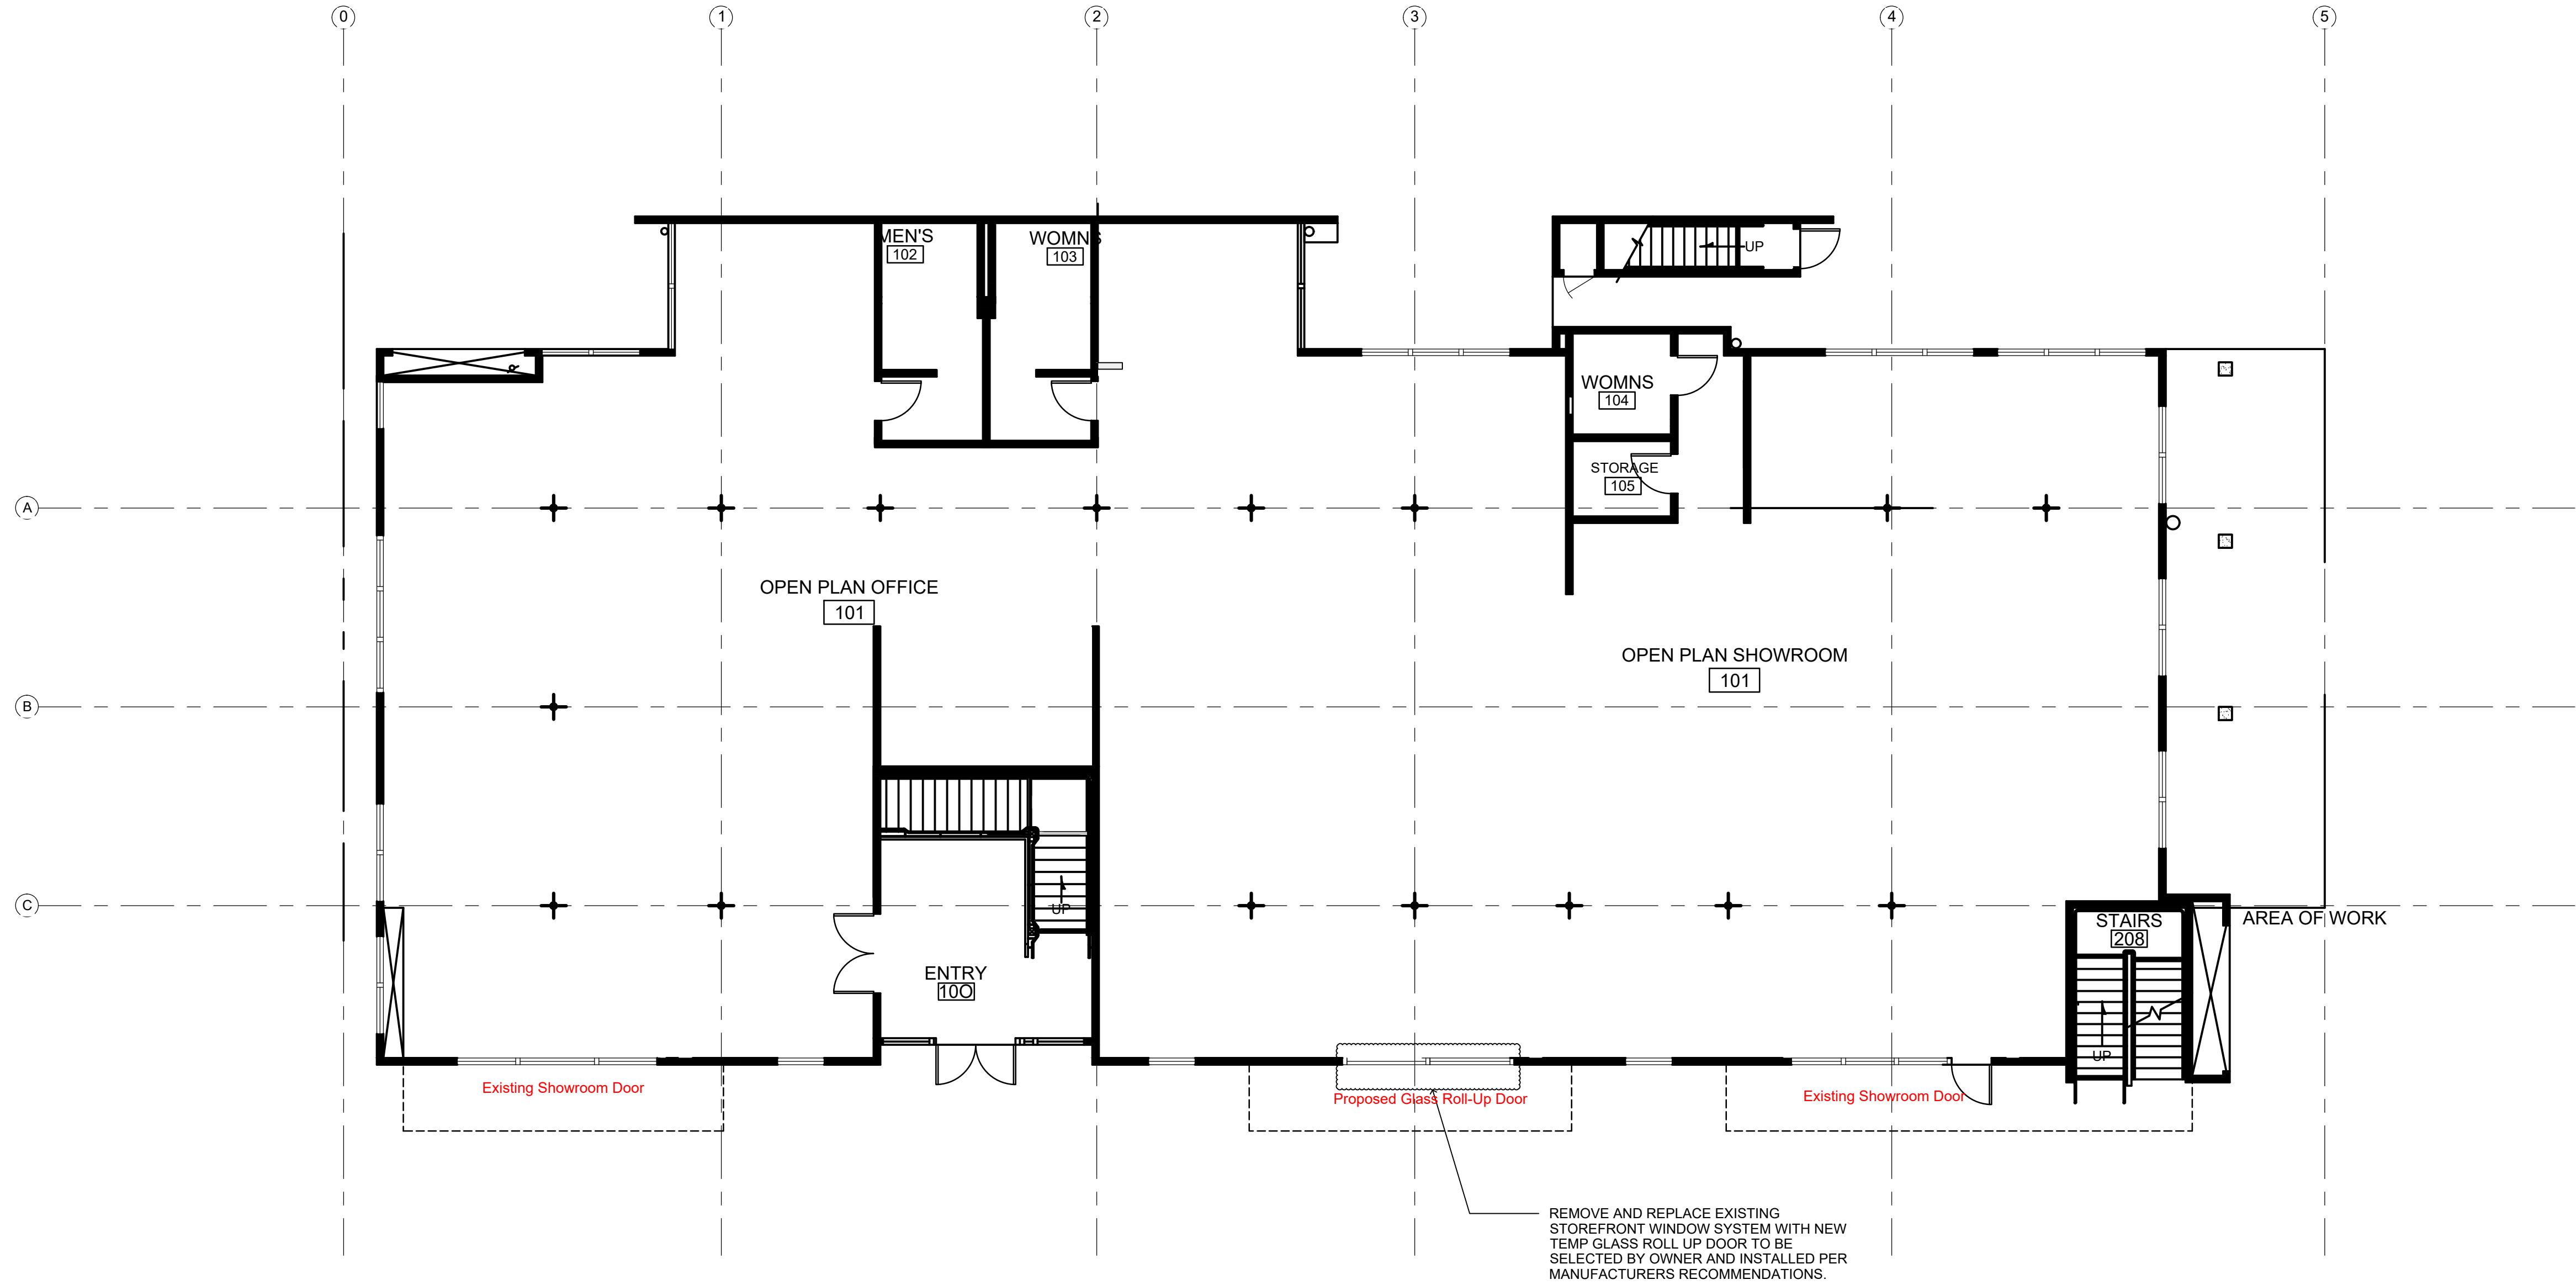 0 1 2 3 4 5
MEN'S
102
WOMNS
103
UP
WOMNS
104
STORAGE
105
A
OPEN PLAN OFFICE
101
OPEN PLAN SHOWROOM
101
B
C
UP
STAIRS
208
AREA OF WORK
ENTRY
10O
UP
Existing Showroom Door
Proposed Glass Roll-Up Door
Existing Showroom Door
REMOVE AND REPLACE EXISTING
STOREFRONT WINDOW SYSTEM WITH NEW
TEMP GLASS ROLL UP DOOR TO BE
SELECTED BY OWNER AND INSTALLED PER
MANUFACTURERS RECOMMENDATIONS.